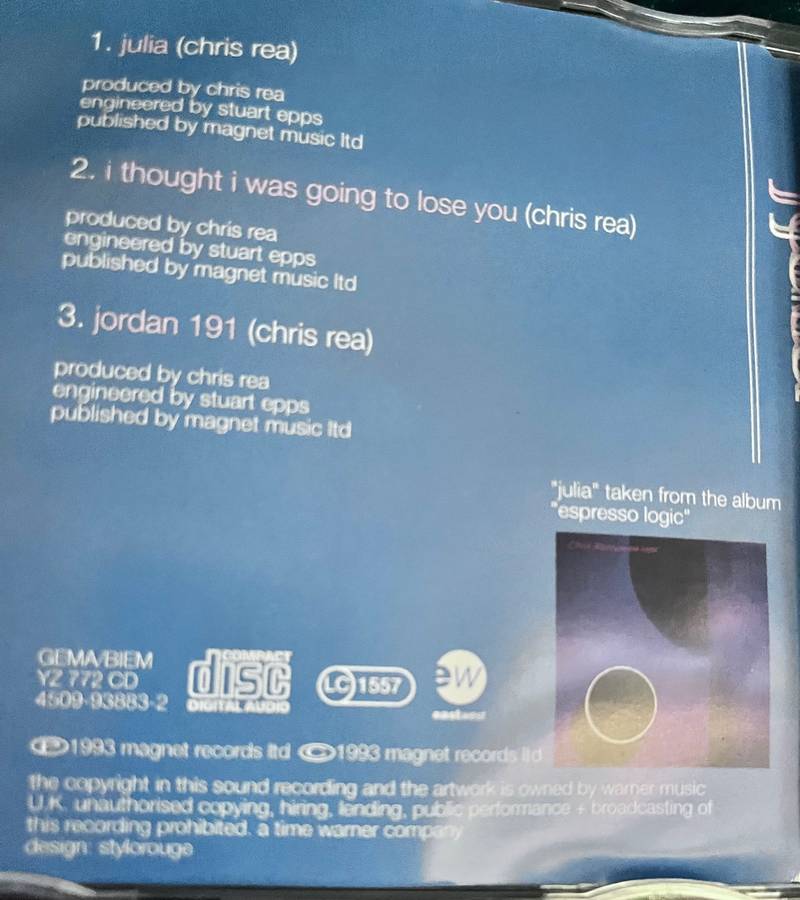 1. julia (chris rea)
produced by chris rea
engineered by stuart epps
published by magnet music ltd
2. i thought i was going to lose you (chris rea)
produced by chris rea
engineered by stuart epps
published by magnet music ltd
3. jordan 191 (chris rea)
produced by chris rea
engineered by stuart epps
published by magnet music ltd
"julia" taken from the album
"espresso logic"
GEMA/BIEM
YZ 772 CD
4509-93883-2
COMPACT
disc
DIGITAL AUDIO
LC 1557
ew
eastwest
℗1993 magnet records ltd ©1993 magnet records ltd
the copyright in this sound recording and the artwork is owned by warner music
U.K. unauthorised copying, hiring, lending, public performance + broadcasting of
this recording prohibited. a time warner company
design: stylorouge